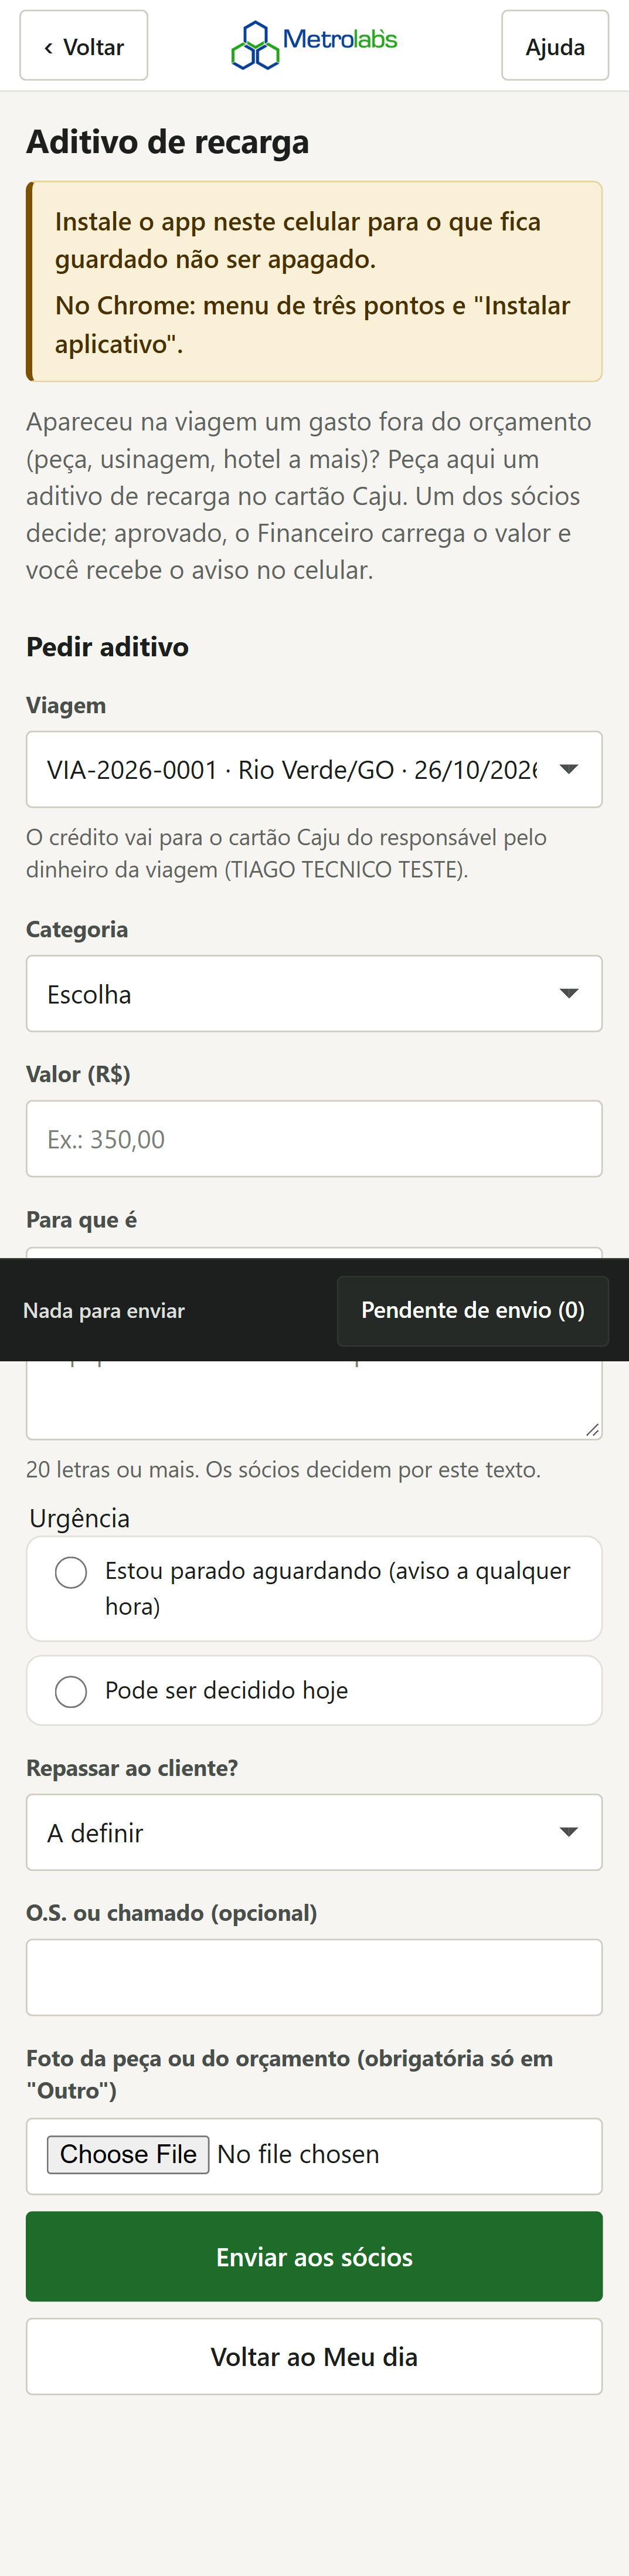 ‹ Voltar
Metrolabs
Ajuda
Aditivo de recarga
Instale o app neste celular para o que fica
guardado não ser apagado.
No Chrome: menu de três pontos e "Instalar
aplicativo".
Apareceu na viagem um gasto fora do orçamento
(peça, usinagem, hotel a mais)? Peça aqui um
aditivo de recarga no cartão Caju. Um dos sócios
decide; aprovado, o Financeiro carrega o valor e
você recebe o aviso no celular.
Pedir aditivo
Viagem
VIA-2026-0001 · Rio Verde/GO · 26/10/2026
O crédito vai para o cartão Caju do responsável pelo
dinheiro da viagem (TIAGO TECNICO TESTE).
Categoria
Escolha
Valor (R$)
Ex.: 350,00
Para que é
Nada para enviar
Pendente de envio (0)
20 letras ou mais. Os sócios decidem por este texto.
Urgência
Estou parado aguardando (aviso a qualquer
hora)
Pode ser decidido hoje
Repassar ao cliente?
A definir
O.S. ou chamado (opcional)
Foto da peça ou do orçamento (obrigatória só em
"Outro")
Choose File No file chosen
Enviar aos sócios
Voltar ao Meu dia